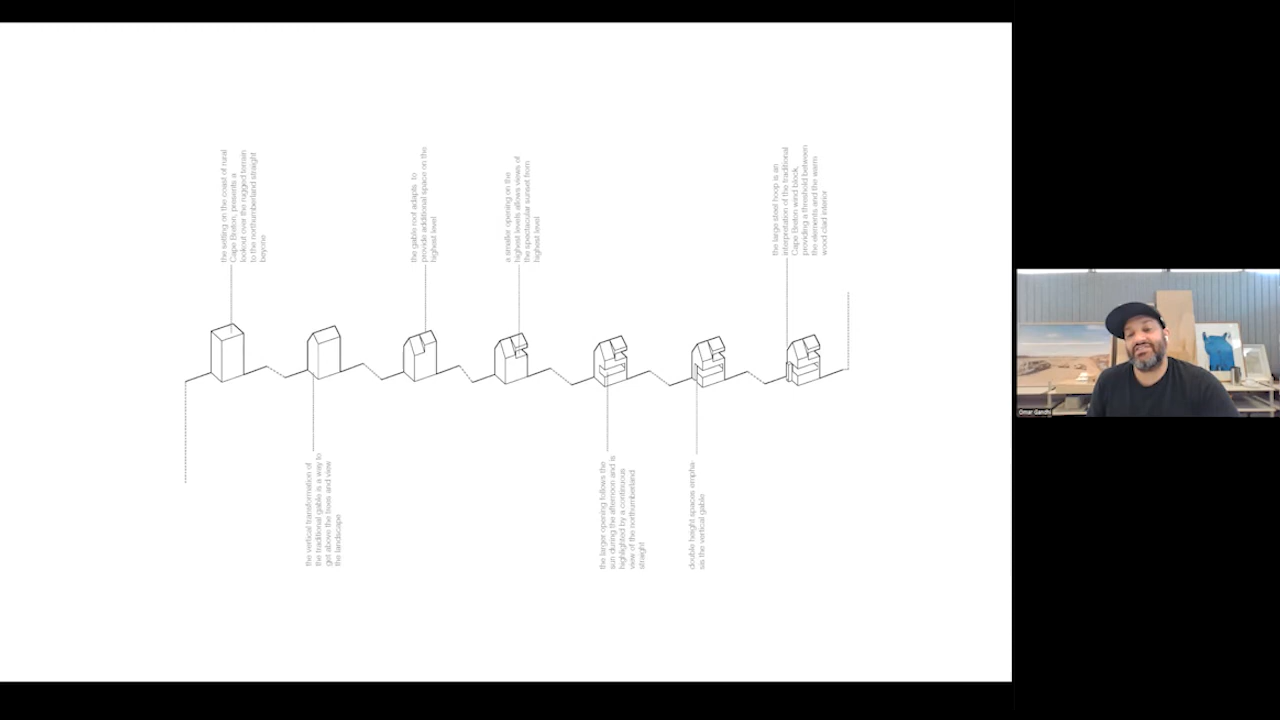 the setting on the coast of rural
Cape Breton, presents a
lookout over the rugged terrain
to the northumberland straight
beyone
the vertical transformation of
the traditional gable is a way to
get above the trees and view
the landscape
the gable roof adapts to
provide additional space on the
highest level
a smaller opening on the
highest levels allows views of
the spectacular sunset from
highest level
the larger opening follows the
sun during the afternoon and is
highlighted by a continuous
view of the northumberland
straight
double height spaces empha-
sis the vertical gable
the large steel hoop is an
interpretation of the traditional
Cape Breton wind block,
providing a threshold between
the elements and the warm
wood clad interior
Omar Gandhi